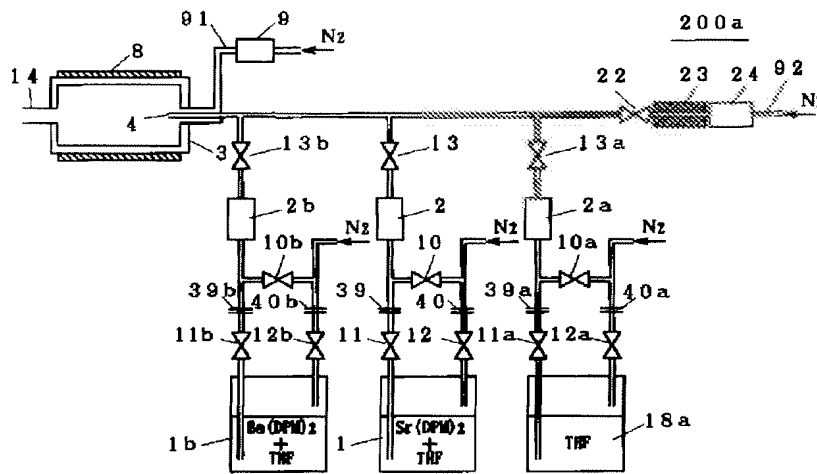 91 9 N2 200a
8
14 22 23 24 92
N
4
3 13b 13 13a
2b 2 2a
N2 N2 N2
10b 10 10a
39b 40b 39 40 39a 40a
11b 12b 11 12 11a 12a
Ba(DPM)2
+
THF
Sr(DPM)2
+
THF
THF
1b 1 18a